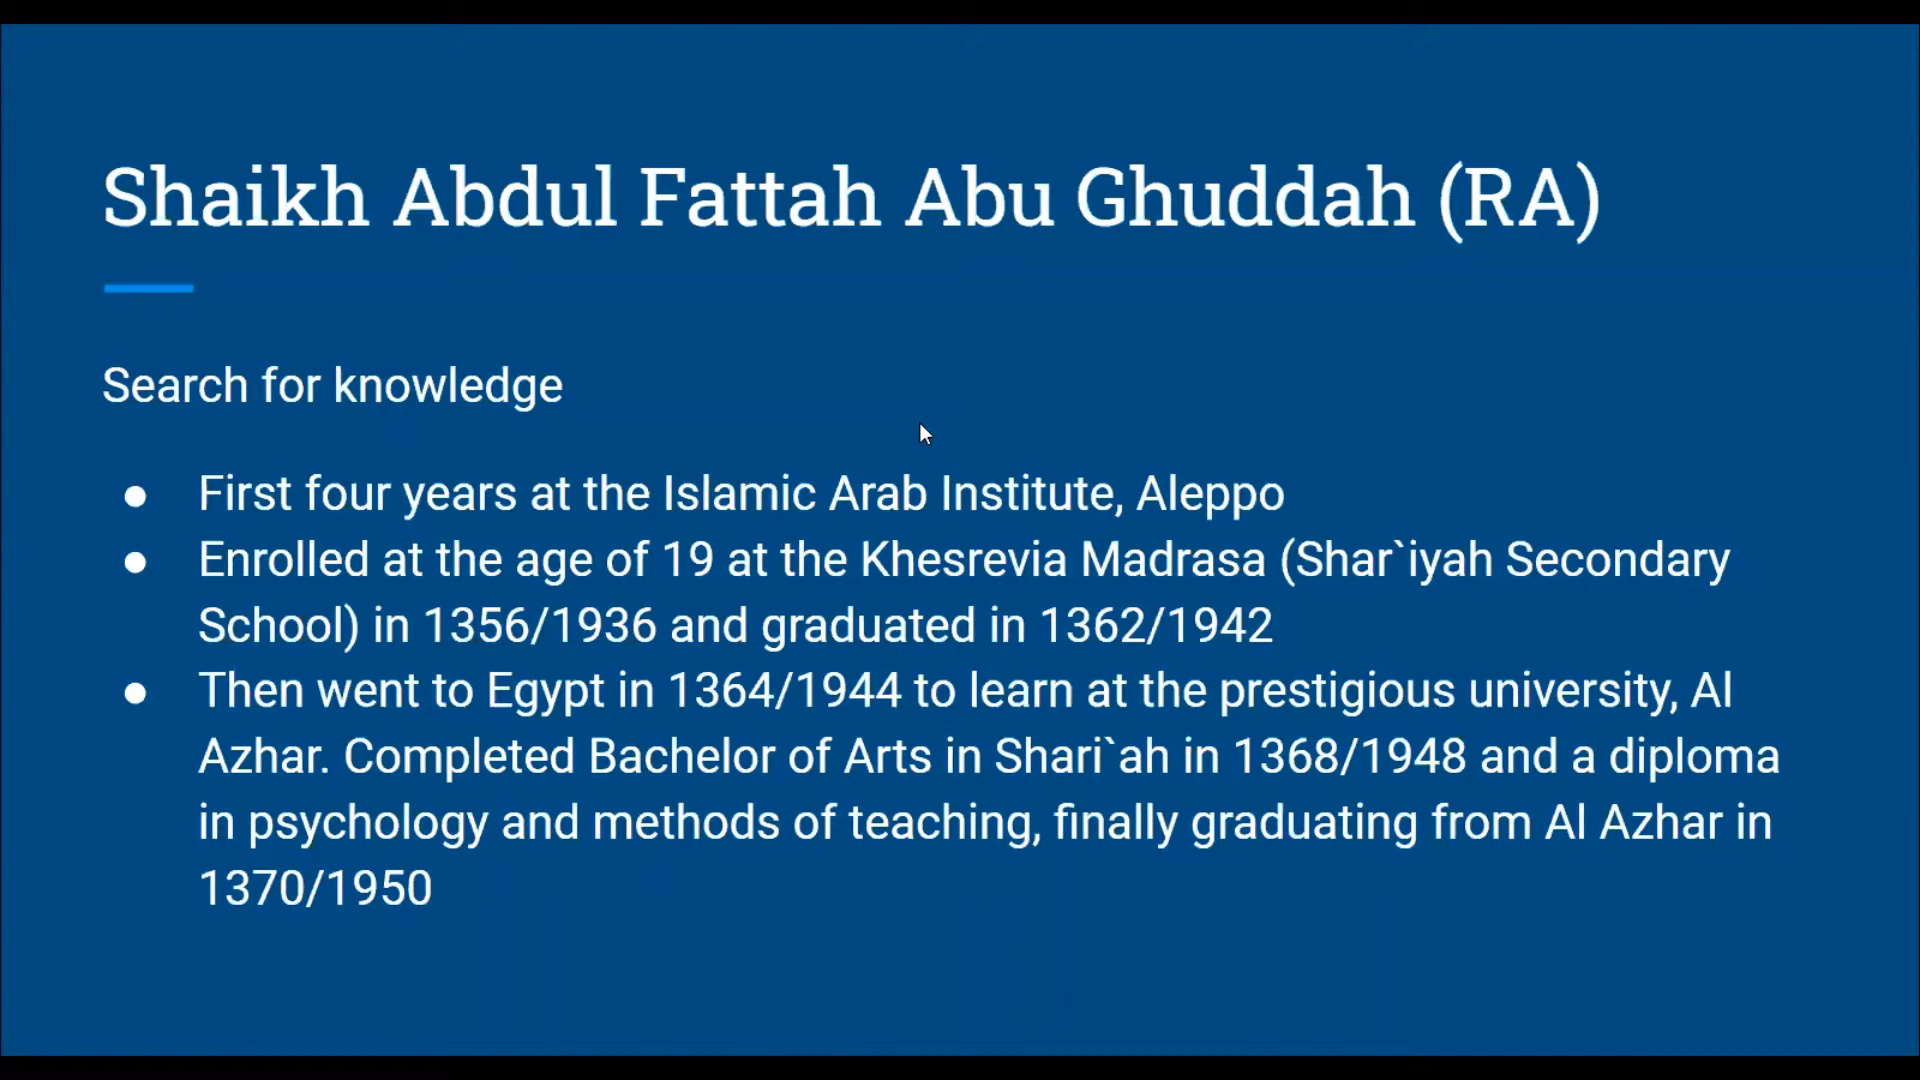 Shaikh Abdul Fattah Abu Ghuddah (RA)
Search for knowledge
● First four years at the Islamic Arab Institute, Aleppo
● Enrolled at the age of 19 at the Khesrevia Madrasa (Shar`iyah Secondary
School) in 1356/1936 and graduated in 1362/1942
● Then went to Egypt in 1364/1944 to learn at the prestigious university, Al
Azhar. Completed Bachelor of Arts in Shari`ah in 1368/1948 and a diploma
in psychology and methods of teaching, finally graduating from Al Azhar in
1370/1950